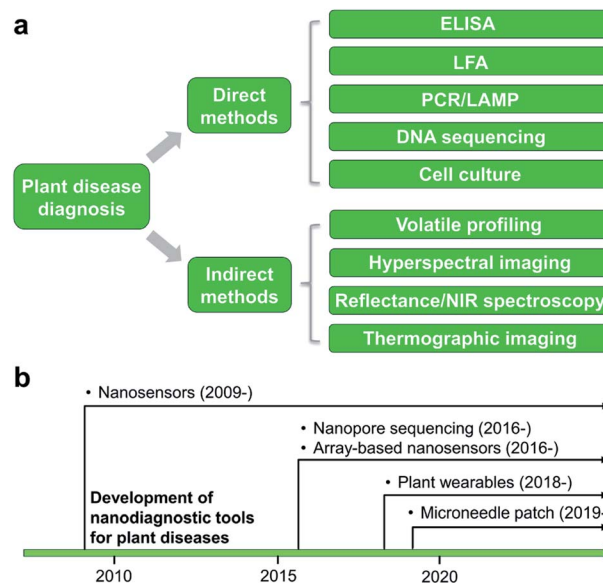 a
Plant disease
diagnosis
Direct
methods
ELISA
LFA
PCR/LAMP
DNA sequencing
Cell culture
Indirect
methods
Volatile profiling
Hyperspectral imaging
Reflectance/NIR spectroscopy
Thermographic imaging
b
• Nanosensors (2009-)
• Nanopore sequencing (2016-)
• Array-based nanosensors (2016-)
• Plant wearables (2018-)
• Microneedle patch (2019-
Development of
nanodiagnostic tools
for plant diseases
2010
2015
2020